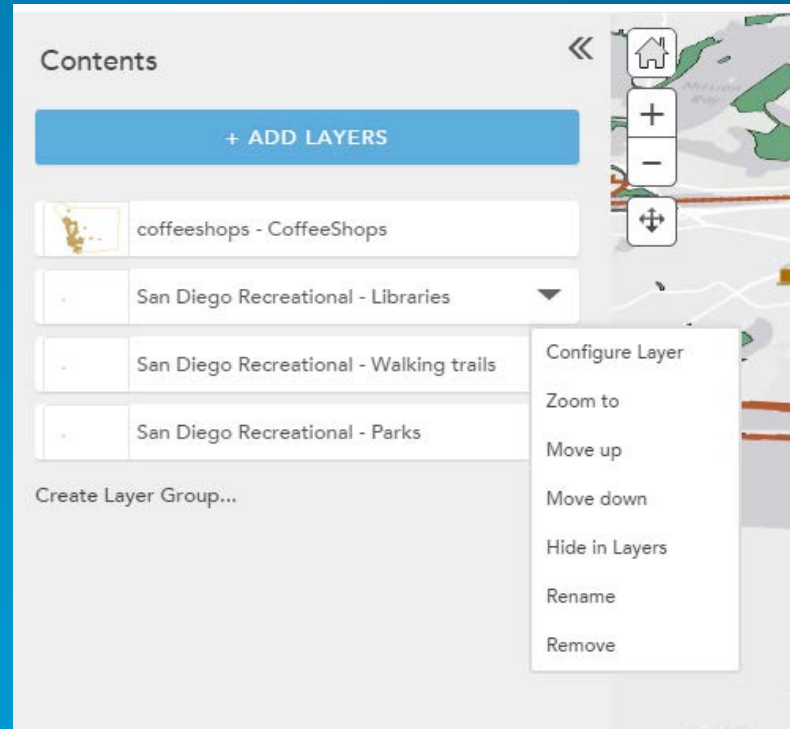 Contents
+ ADD LAYERS
coffeeshops - CoffeeShops
San Diego Recreational - Libraries
San Diego Recreational - Walking trails
San Diego Recreational - Parks
Create Layer Group...
Configure Layer
Zoom to
Move up
Move down
Hide in Layers
Rename
Remove